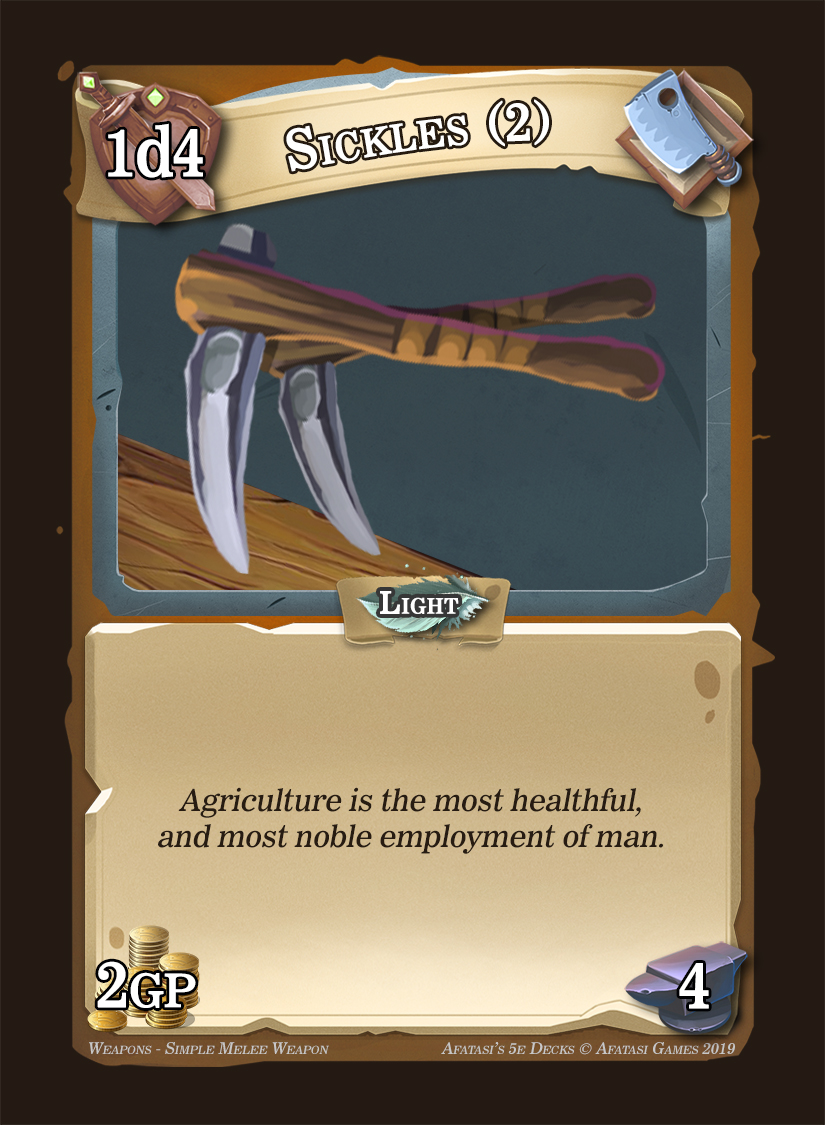 1d4
Sickles (2)
Light
Agriculture is the most healthful,
and most noble employment of man.
2GP
4
Weapons - Simple Melee Weapon
Afatasi's 5e Decks © Afatasi Games 2019